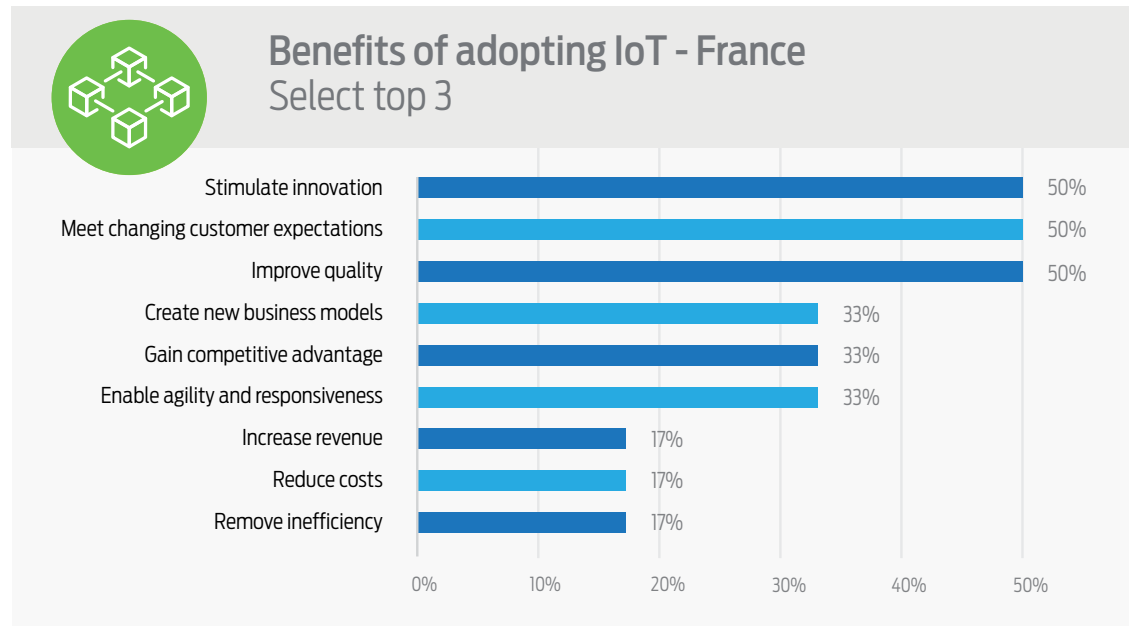 Benefits of adopting IoT - France
Select top 3
Stimulate innovation 50%
Meet changing customer expectations 50%
Improve quality 50%
Create new business models 33%
Gain competitive advantage 33%
Enable agility and responsiveness 33%
Increase revenue 17%
Reduce costs 17%
Remove inefficiency 17%
0% 10% 20% 30% 40% 50%